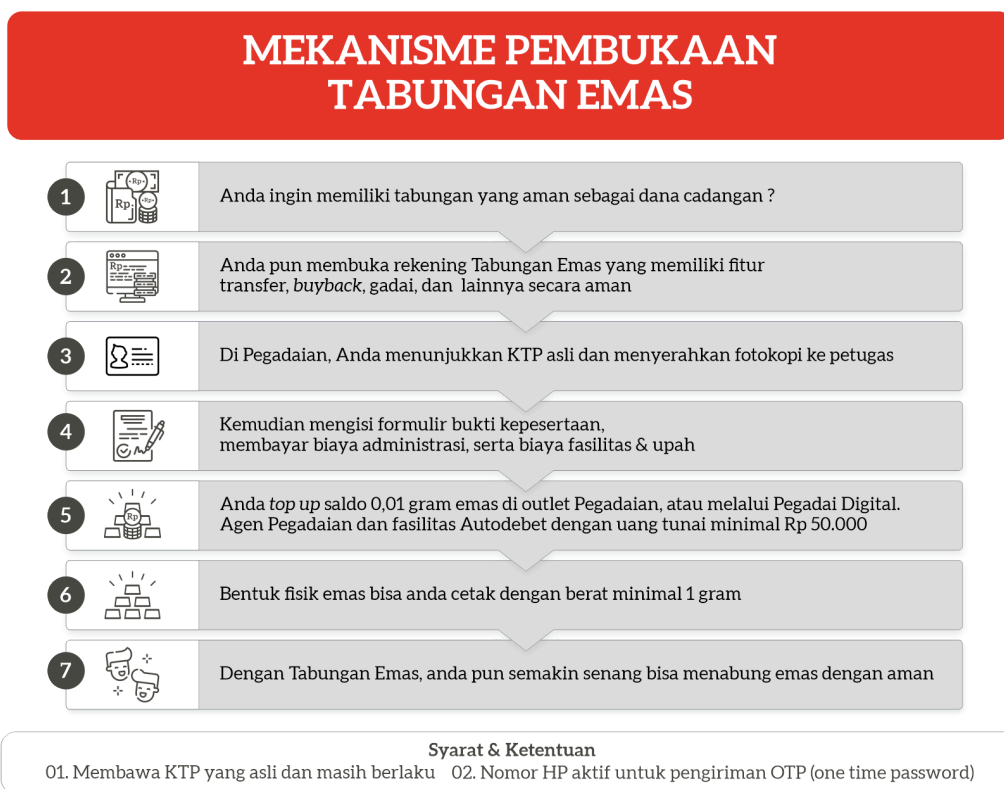 MEKANISME PEMBUKAAN
TABUNGAN EMAS
1
Rp
Rp
Rp
Anda ingin memiliki tabungan yang aman sebagai dana cadangan ?
2
Rp
Anda pun membuka rekening Tabungan Emas yang memiliki fitur
transfer, buyback, gadai, dan lainnya secara aman
3
Di Pegadaian, Anda menunjukkan KTP asli dan menyerahkan fotokopi ke petugas
4
Kemudian mengisi formulir bukti kepesertaan,
membayar biaya administrasi, serta biaya fasilitas & upah
5
Rp
Anda top up saldo 0,01 gram emas di outlet Pegadaian, atau melalui Pegadai Digital.
Agen Pegadaian dan fasilitas Autodebet dengan uang tunai minimal Rp 50.000
6
Bentuk fisik emas bisa anda cetak dengan berat minimal 1 gram
7
Dengan Tabungan Emas, anda pun semakin senang bisa menabung emas dengan aman
Syarat & Ketentuan
01. Membawa KTP yang asli dan masih berlaku 02. Nomor HP aktif untuk pengiriman OTP (one time password)